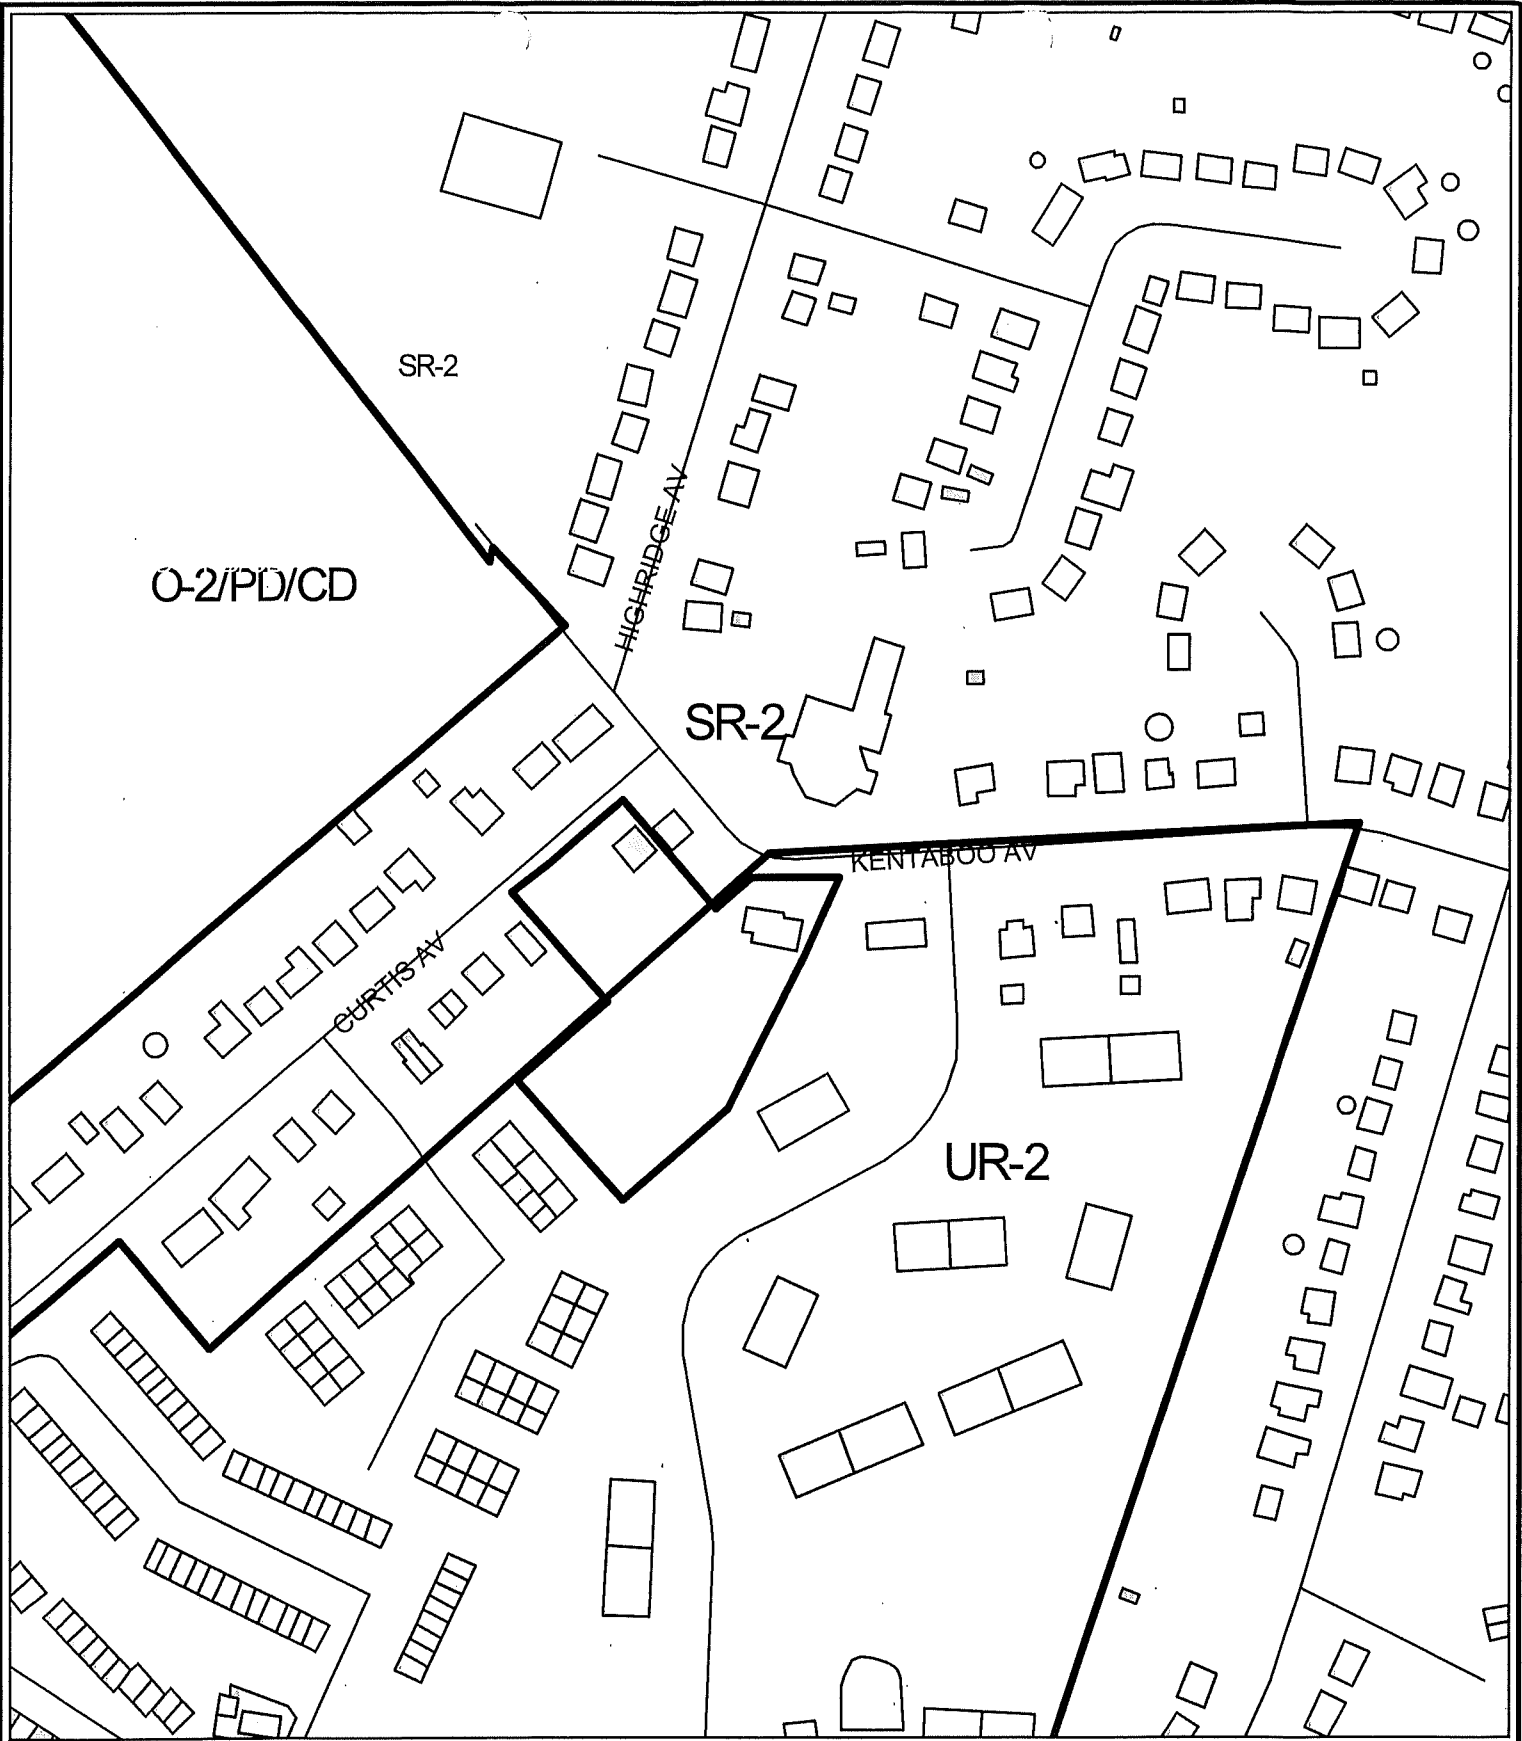 SR-2
HIGHRIDGE AV
O-2/PD/CD
SR-2
KENTABOO AV
CURTIS AV
UR-2